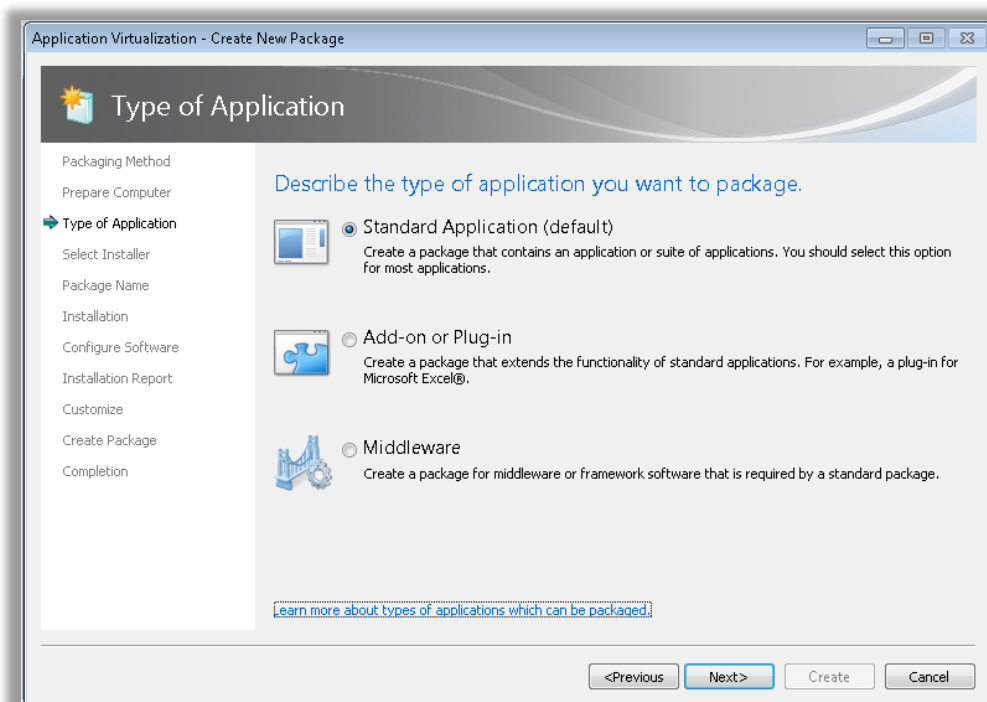 Application Virtualization - Create New Package
Type of Application
Packaging Method
Prepare Computer
Type of Application
Select Installer
Package Name
Installation
Configure Software
Installation Report
Customize
Create Package
Completion
Describe the type of application you want to package.
Standard Application (default)
Create a package that contains an application or suite of applications. You should select this option
for most applications.
Add-on or Plug-in
Create a package that extends the functionality of standard applications. For example, a plug-in for
Microsoft Excel®.
Middleware
Create a package for middleware or framework software that is required by a standard package.
Learn more about types of applications which can be packaged.
<Previous
Next>
Create
Cancel